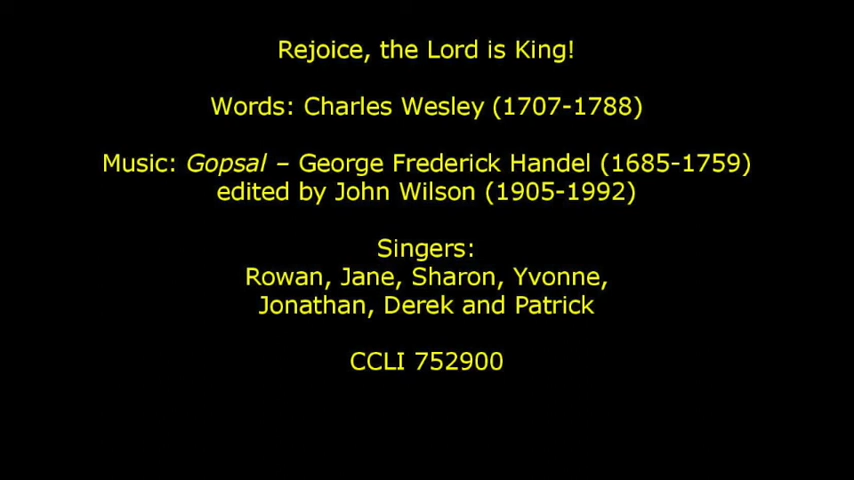 Rejoice, the Lord is King!
Words: Charles Wesley (1707-1788)
Music: Gopsal – George Frederick Handel (1685-1759)
edited by John Wilson (1905-1992)
Singers:
Rowan, Jane, Sharon, Yvonne,
Jonathan, Derek and Patrick
CCLI 752900